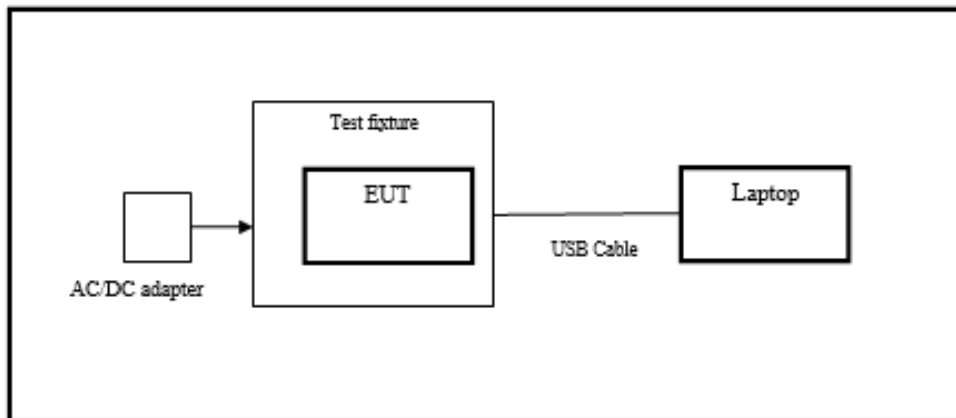 Test fixture
EUT
Laptop
USB Cable
AC/DC adapter